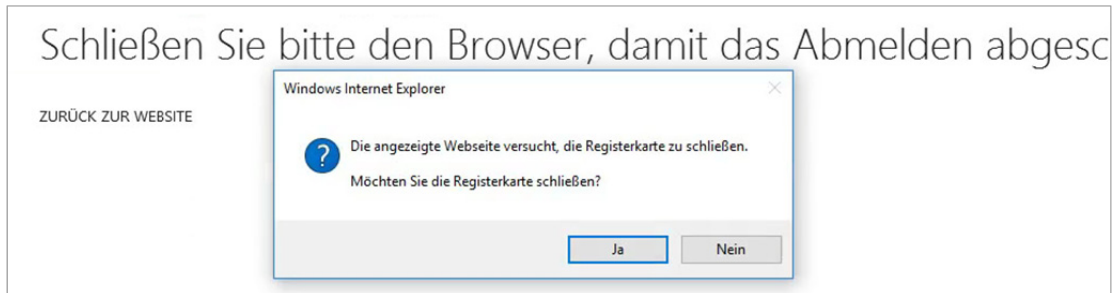 Schließen Sie bitte den Browser, damit das Abmelden abgesc
Windows Internet Explorer
ZURÜCK ZUR WEBSITE
Die angezeigte Webseite versucht, die Registerkarte zu schließen.
Möchten Sie die Registerkarte schließen?
Ja
Nein